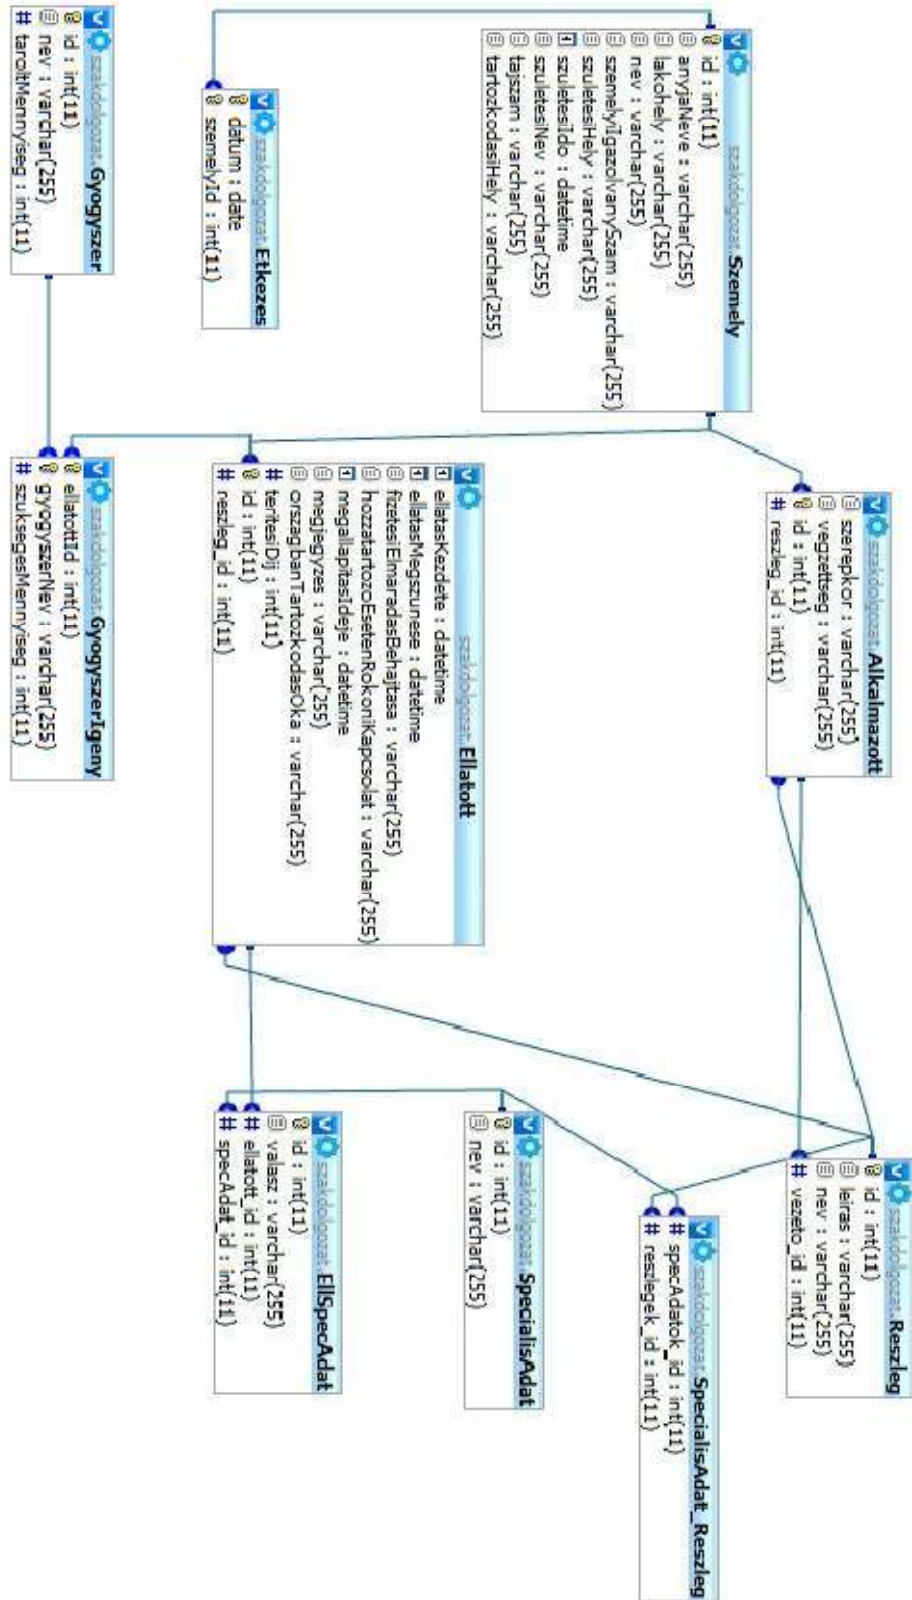 szakdolgozat.Szemely
id : int(11)
anyjaNeve : varchar(255)
lakohely : varchar(255)
nev : varchar(255)
szemelyiIgazolvanySzam : varchar(255)
szuletesiHely : varchar(255)
szuletesiIdo : datetime
szuletesiNev : varchar(255)
tajszam : varchar(255)
tartozkodasiHely : varchar(255)
szakdolgozat.Etkezes
datum : date
szemelyId : int(11)
szakdolgozat.Gyogyszer
id : int(11)
nev : varchar(255)
taroltMennyiseg : int(11)
szakdolgozat.Alkalmazott
szerepkor : varchar(255)
vegzettseg : varchar(255)
id : int(11)
reszleg_id : int(11)
szakdolgozat.Ellatott
ellatasKezdete : datetime
ellatasMegszunese : datetime
fizetesiElmaradasBehajtasa : varchar(255)
hozzatartozoEsetenRokoniKapcsolat : varchar(255)
megallapitasIdeje : datetime
megjegyzes : varchar(255)
orszagbanTartozkodasOka : varchar(255)
teritesiDij : int(11)
id : int(11)
reszleg_id : int(11)
szakdolgozat.GyogyszerIgeny
ellatottId : int(11)
gyogyszerNev : varchar(255)
szuksegesMennyiseg : int(11)
szakdolgozat.Reszleg
id : int(11)
leiras : varchar(255)
nev : varchar(255)
vezeto_id : int(11)
szakdolgozat.SpecialisAdat_Reszleg
specAdatok_id : int(11)
reszlegek_id : int(11)
szakdolgozat.SpecialisAdat
id : int(11)
nev : varchar(255)
szakdolgozat.EllSpecAdat
id : int(11)
valasz : varchar(255)
ellatott_id : int(11)
specAdat_id : int(11)